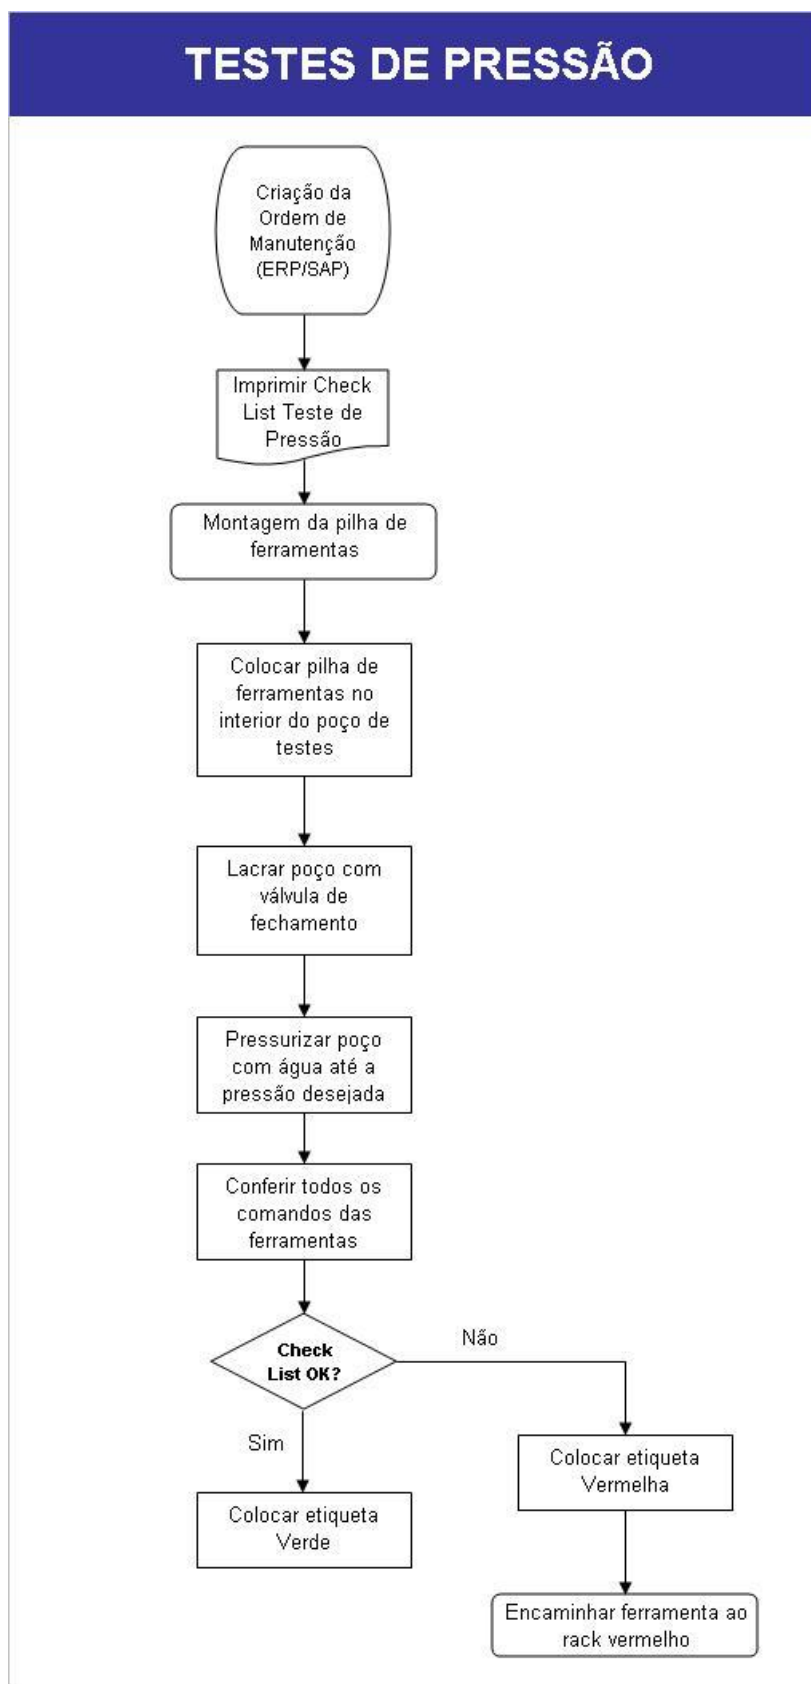 TESTES DE PRESSÃO
Criação da
Ordem de
Manutenção
(ERP/SAP)
Imprimir Check
List Teste de
Pressão
Montagem da pilha de
ferramentas
Colocar pilha de
ferramentas no
interior do poço de
testes
Lacrar poço com
válvula de
fechamento
Pressurizar poço
com água até a
pressão desejada
Conferir todos os
comandos das
ferramentas
Check
List OK?
Não
Sim
Colocar etiqueta
Vermelha
Colocar etiqueta
Verde
Encaminhar ferramenta ao
rack vermelho